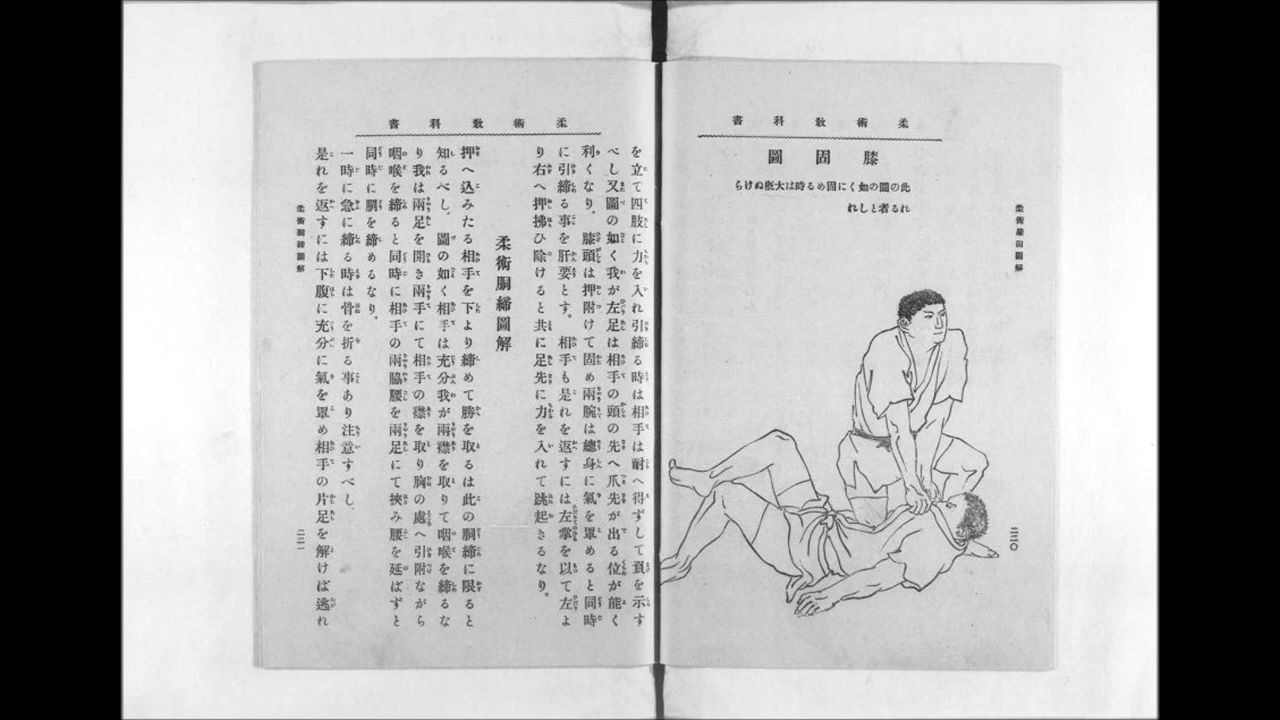 柔術敎科書
膝固圖
此の圖の如くに固める時は大槪ぬけら
れる者としれ
柔術膝固圖解
二二〇
柔術敎科書
を立て四肢に力を入れ引締る時は相手は耐へ得ずして頁を示す
べし又圖の如く我が左足は相手の頭の先へ爪先が出る位が能く
利くなり。膝頭は押附けて固め兩腕は總身に氣を罩めると同時
に引締る事を肝要とす。相手も是れを返すには左掌を以て左よ
り右へ押拂ひ除けると共に足先に力を入れて跳起きるなり。
柔術胴締圖解
押へ込みたる相手を下より締めて勝を取るは此の胴締に限ると
知るべし、圖の如く相手は充分我が兩襟を取りて咽喉を締るな
り我は兩足を開き兩手にて相手の襟を取り胸の處へ引附ながら
咽喉を締ると同時に相手の兩脇腰を兩足にて挾み腰を延ばずと
同時に胴を締めるなり。
一時に急に締る時は骨を折る事あり注意すべし、
是れを返すには下腹に充分に氣を罩め相手の片足を解けば逃れ
柔術胴締圖解
二二一